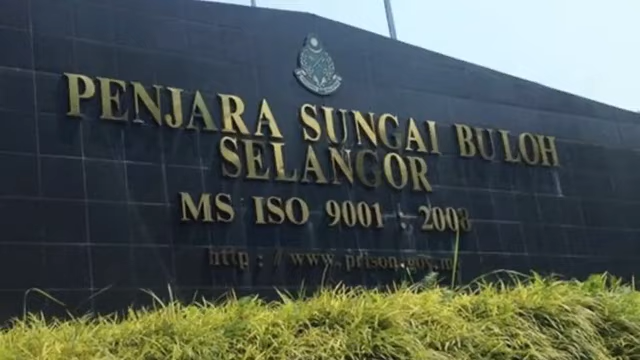 PENJARA SUNGAI BULOH
SELANGOR
MS ISO 9001 : 2008
http://www.prison.gov.m